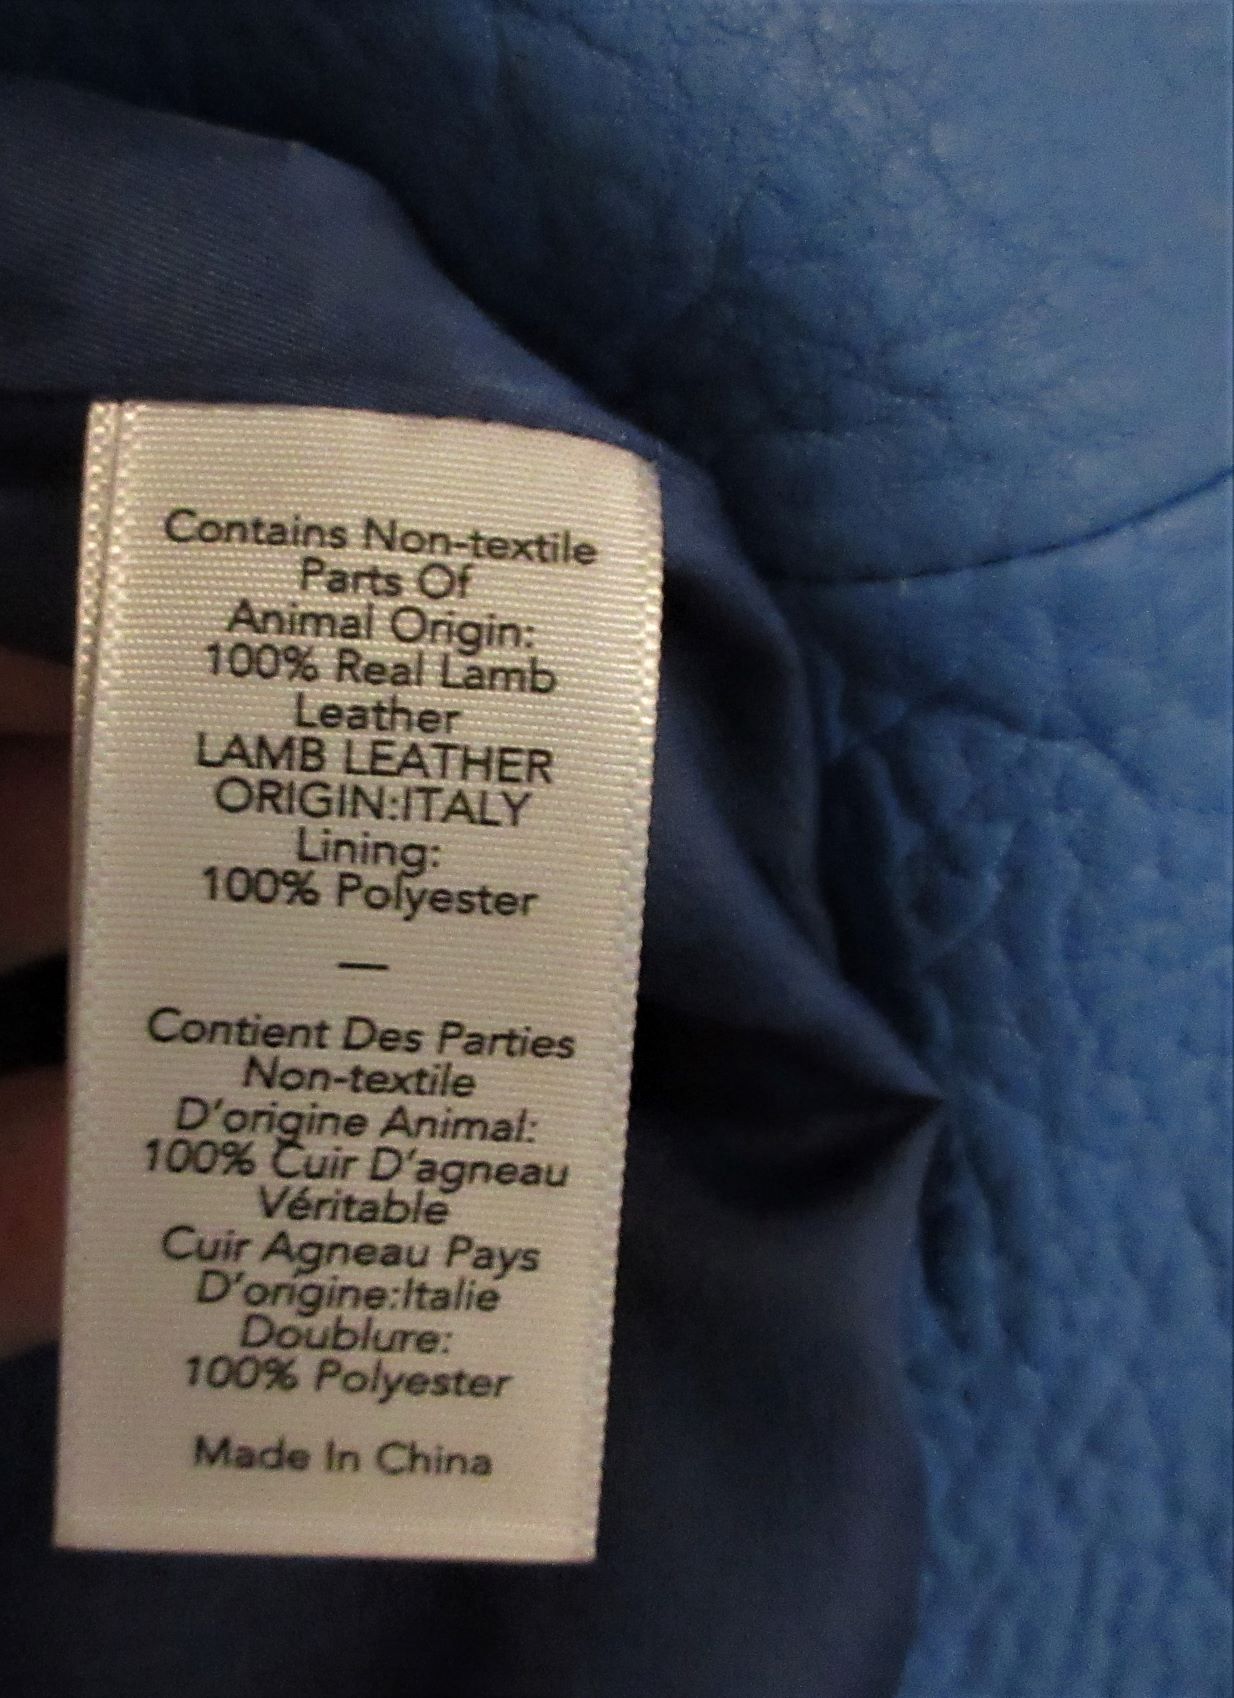 Contains Non-textile
Parts Of
Animal Origin:
100% Real Lamb
Leather
LAMB LEATHER
ORIGIN:ITALY
Lining:
100% Polyester
—
Contient Des Parties
Non-textile
D'origine Animal:
100% Cuir D'agneau
Véritable
Cuir Agneau Pays
D'origine:Italie
Doublure:
100% Polyester
Made In China